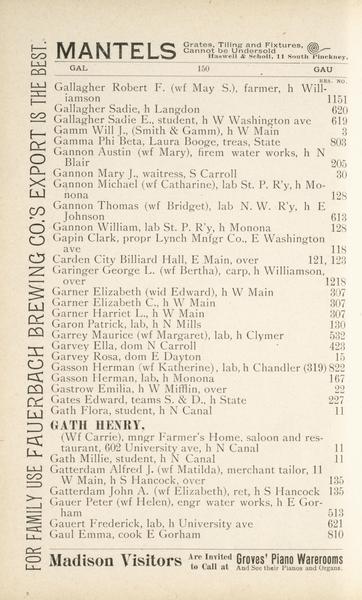 FOR FAMILY USE FAUERBACH BREWING CO.'S EXPORT IS THE BEST.
MANTELS Grates, Tiling and Fixtures,
Cannot be Undersold
Haswell & Scholl, 11 South Pinckney.
GAL 150 GAU
RES. NO.
Gallagher Robert F. (wf May S.), farmer, h Wil-
liamson 1151
Gallagher Sadie, h Langdon 620
Gallagher Sadie E., student, h W Washington ave 619
Gamm Will J., (Smith & Gamm), h W Main 3
Gamma Phi Beta, Laura Booge, treas, State 803
Gannon Austin (wf Mary), firem water works, h N
Blair 205
Gannon Mary J., waitress, S Carroll 30
Gannon Michael (wf Catharine), lab St. P. R'y, h Mo-
nona 128
Gannon Thomas (wf Bridget), lab N. W. R'y, h E
Johnson 613
Gannon William, lab St. P. R'y, h Monona 128
Gapin Clark, propr Lynch Mnfgr Co., E Washington
ave 118
Carden City Billiard Hall, E Main, over 121, 123
Garinger George L. (wf Bertha), carp, h Williamson,
over 1218
Garner Elizabeth (wid Edward), h W Main 307
Garner Elizabeth C., h W Main 307
Garner Harriet L., h W Main 307
Garon Patrick, lab, h N Mills 130
Garrey Maurice (wf Margaret), lab, h Clymer 532
Garvey Ella, dom N Carroll 423
Garvey Rosa, dom E Dayton 15
Gasson Herman (wf Katherine), lab, h Chandler (319) 822
Gasson Herman, lab, h Monona 167
Gastrow Emilia, h W Mifflin, over 22
Gates Edward, teams S. & D., h State 227
Gath Flora, student, h N Canal 11
GATH HENRY,
(Wf Carrie), mngr Farmer's Home, saloon and res-
taurant, 602 University ave, h N Canal 11
Gath Millie, student, h N Canal 11
Gatterdam Alfred J. (wf Matilda), merchant tailor, 11
W Main, h S Hancock, over 135
Gatterdam John A. (wf Elizabeth), ret, h S Hancock 135
Gauer Peter (wf Helen), engr water works, h E Gor-
ham 513
Gauert Frederick, lab, h University ave 621
Gaul Emma, cook E Gorham 810
Madison Visitors Are Invited
to Call at Groves' Piano Warerooms
And See their Pianos and Organs.